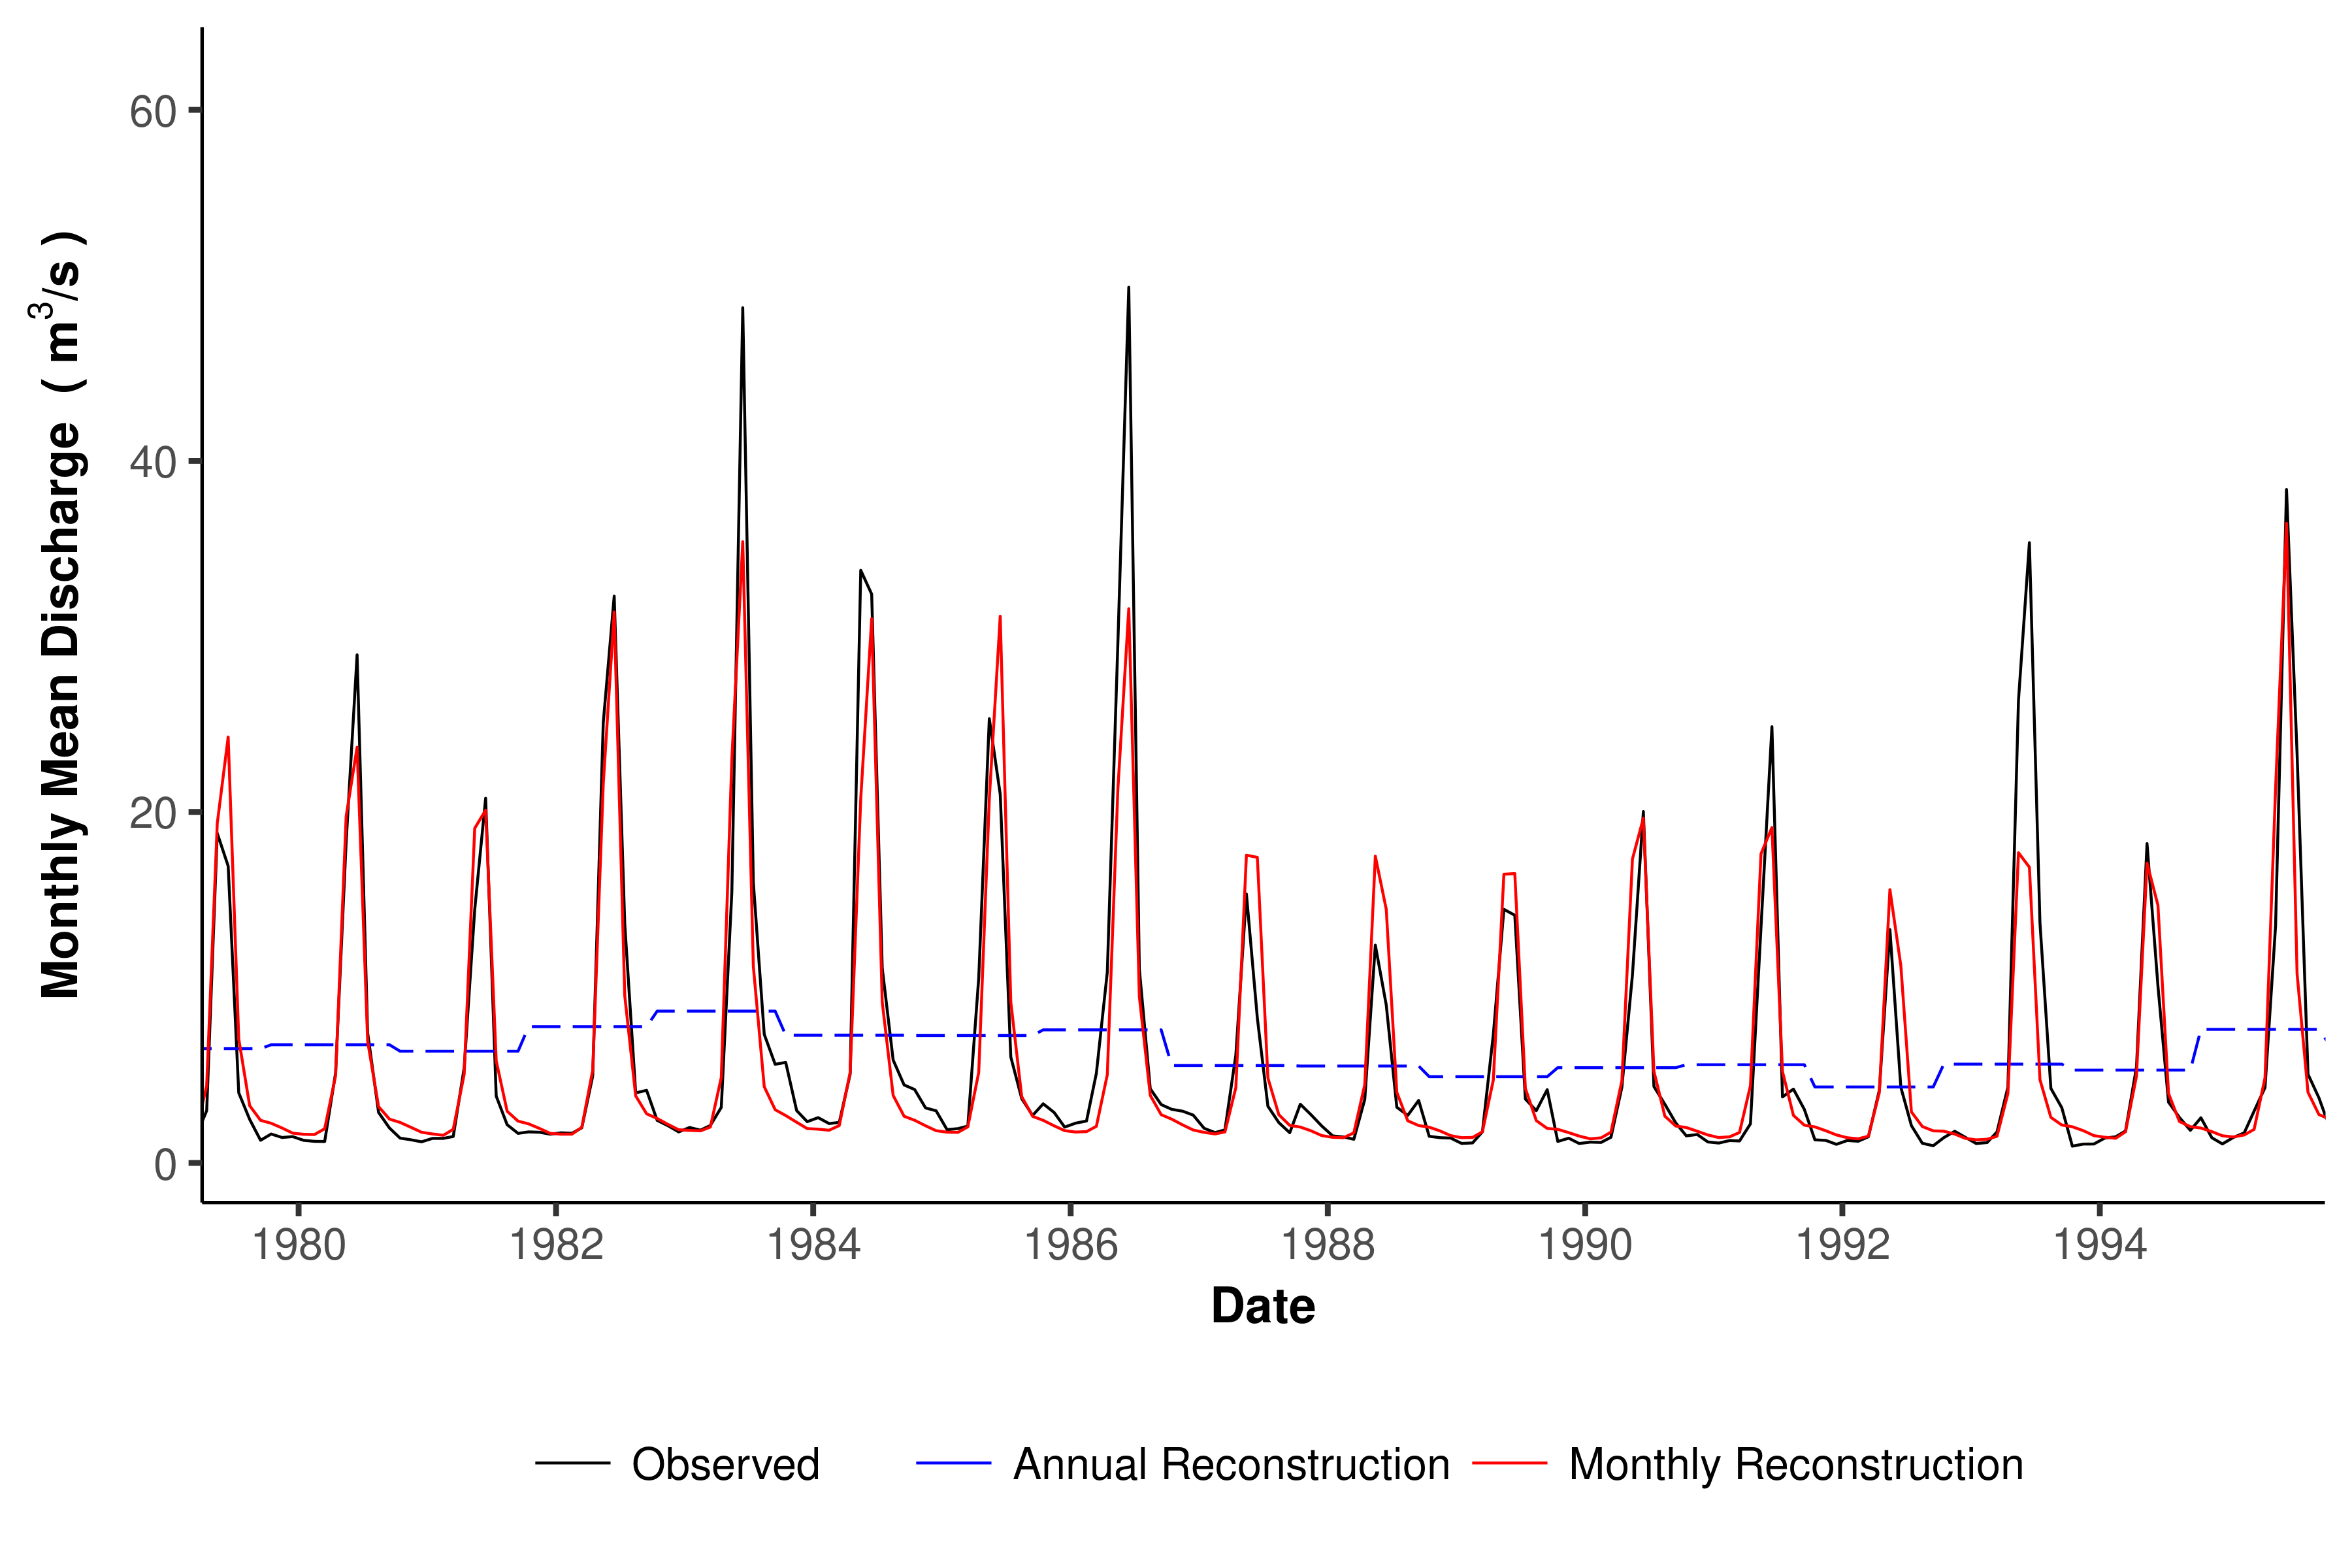 Monthly Mean Discharge ( m³/s )
60
40
20
0
1980 1982 1984 1986 1988 1990 1992 1994
Date
Observed Annual Reconstruction Monthly Reconstruction